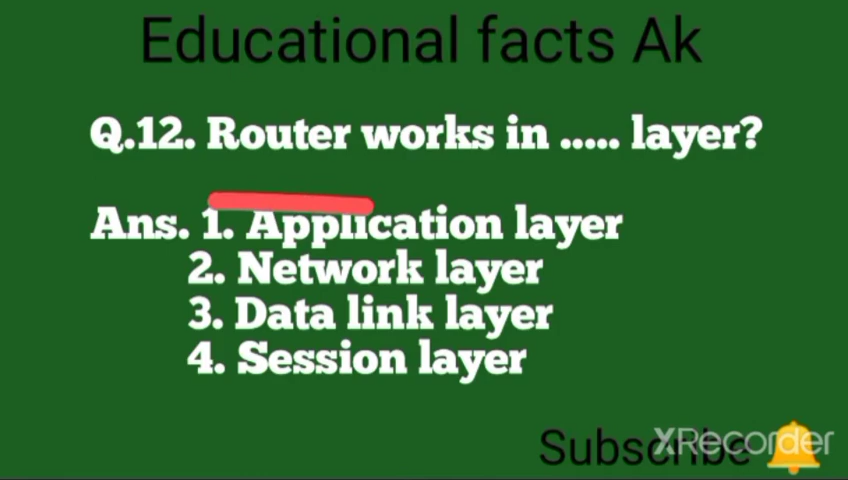 Educational facts Ak
Q.12. Router works in ..... layer?
Ans. 1. Application layer
2. Network layer
3. Data link layer
4. Session layer
Subscribe
XRecorder